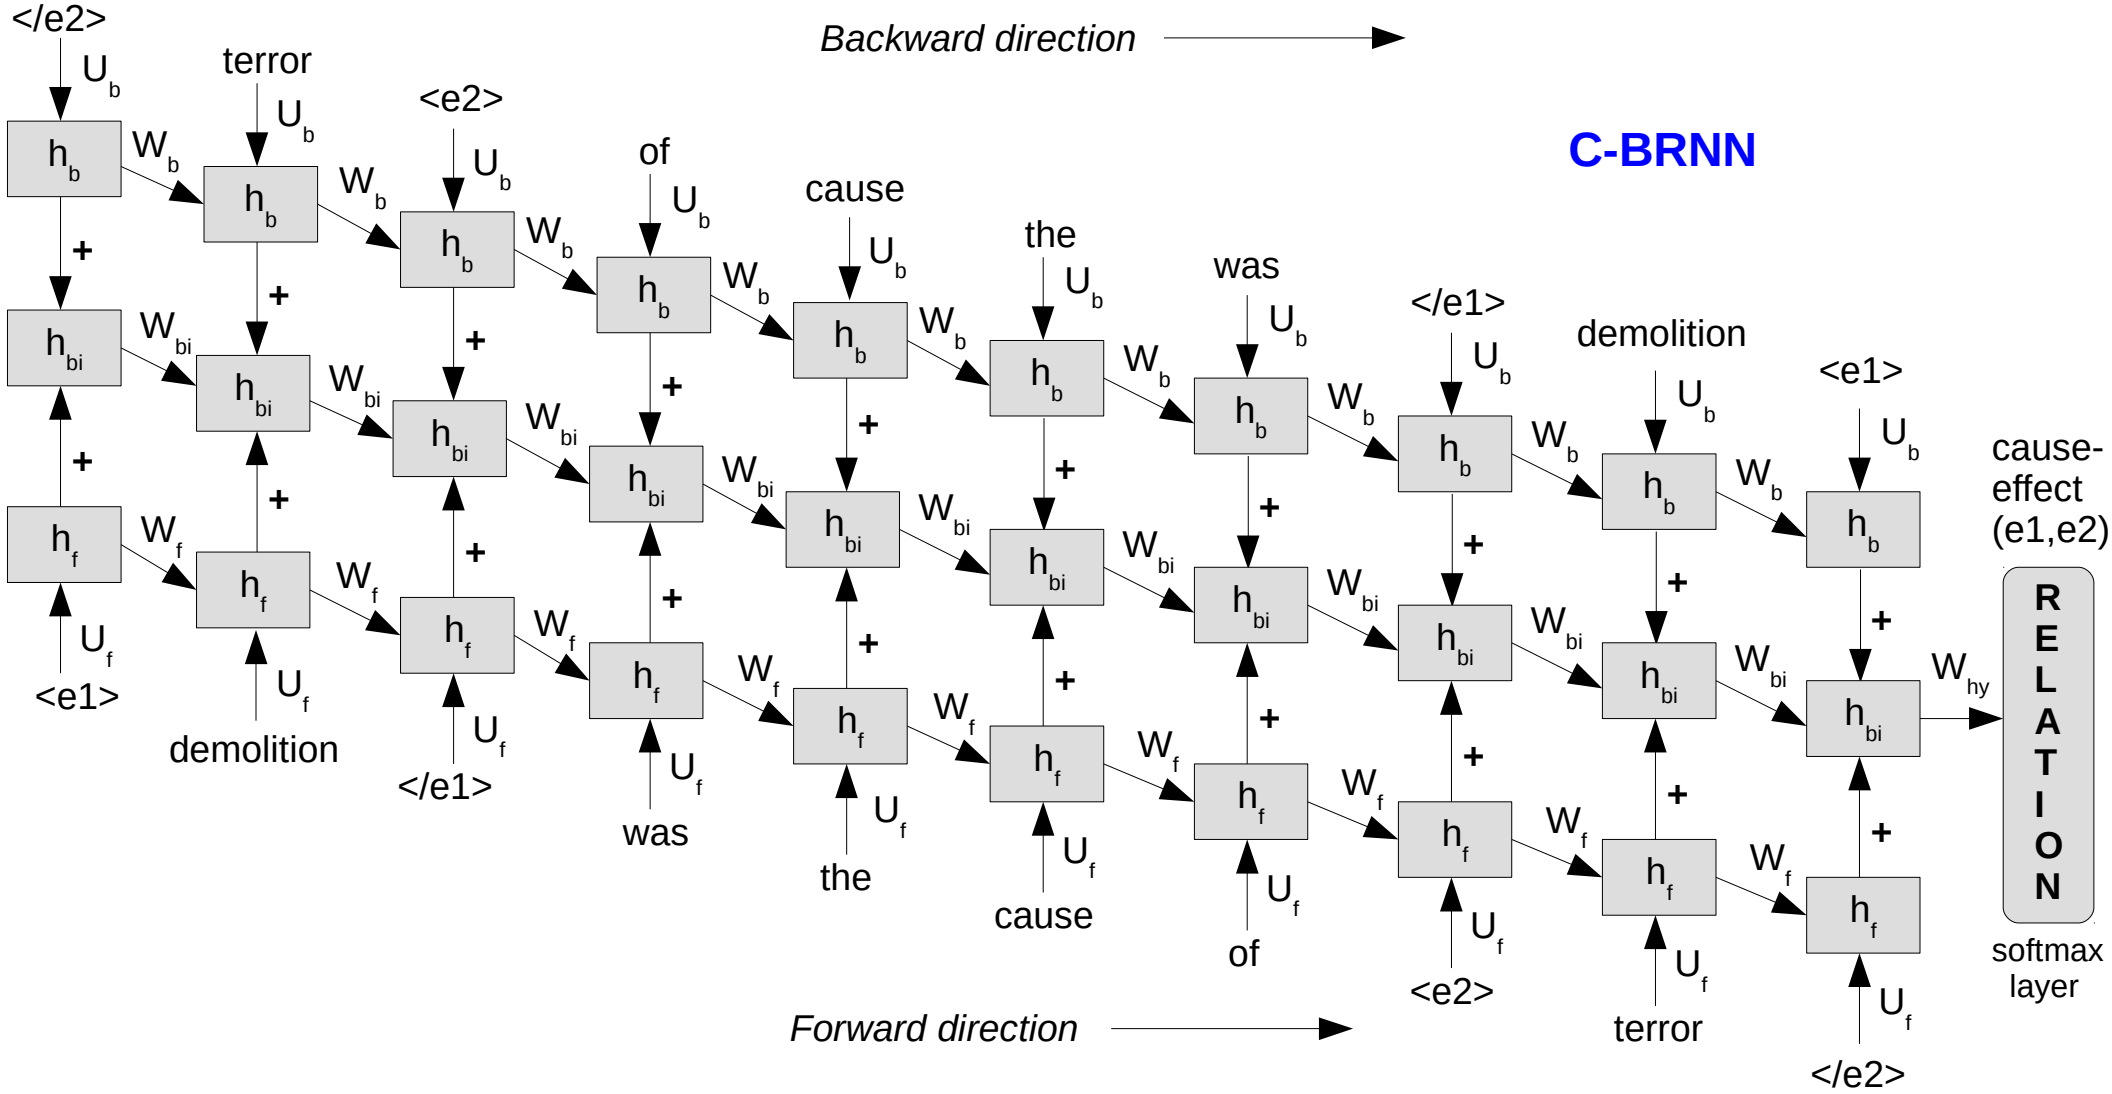 </e2>
Backward direction
terror
<e2>
of
cause
the
was
</e1>
demolition
<e1>
C-BRNN
U_b U_b U_b U_b U_b U_b U_b U_b U_b U_b
h_b W_b h_b W_b h_b W_b h_b W_b h_b W_b h_b W_b h_b W_b h_b W_b h_b W_b h_b
+ + + + + + + + + +
h_bi W_bi h_bi W_bi h_bi W_bi h_bi W_bi h_bi W_bi h_bi W_bi h_bi W_bi h_bi W_bi h_bi W_bi h_bi W_hy
+ + + + + + + + + +
h_f W_f h_f W_f h_f W_f h_f W_f h_f W_f h_f W_f h_f W_f h_f W_f h_f W_f h_f
U_f U_f U_f U_f U_f U_f U_f U_f U_f U_f
<e1>
demolition
</e1>
was
the
cause
of
<e2>
terror
</e2>
Forward direction
cause-
effect
(e1,e2)
RELATION
softmax
layer